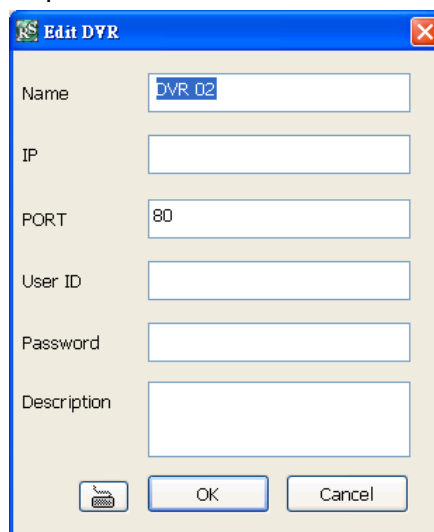 Edit DVR
Name
DVR 02
IP
PORT
80
User ID
Password
Description
OK
Cancel